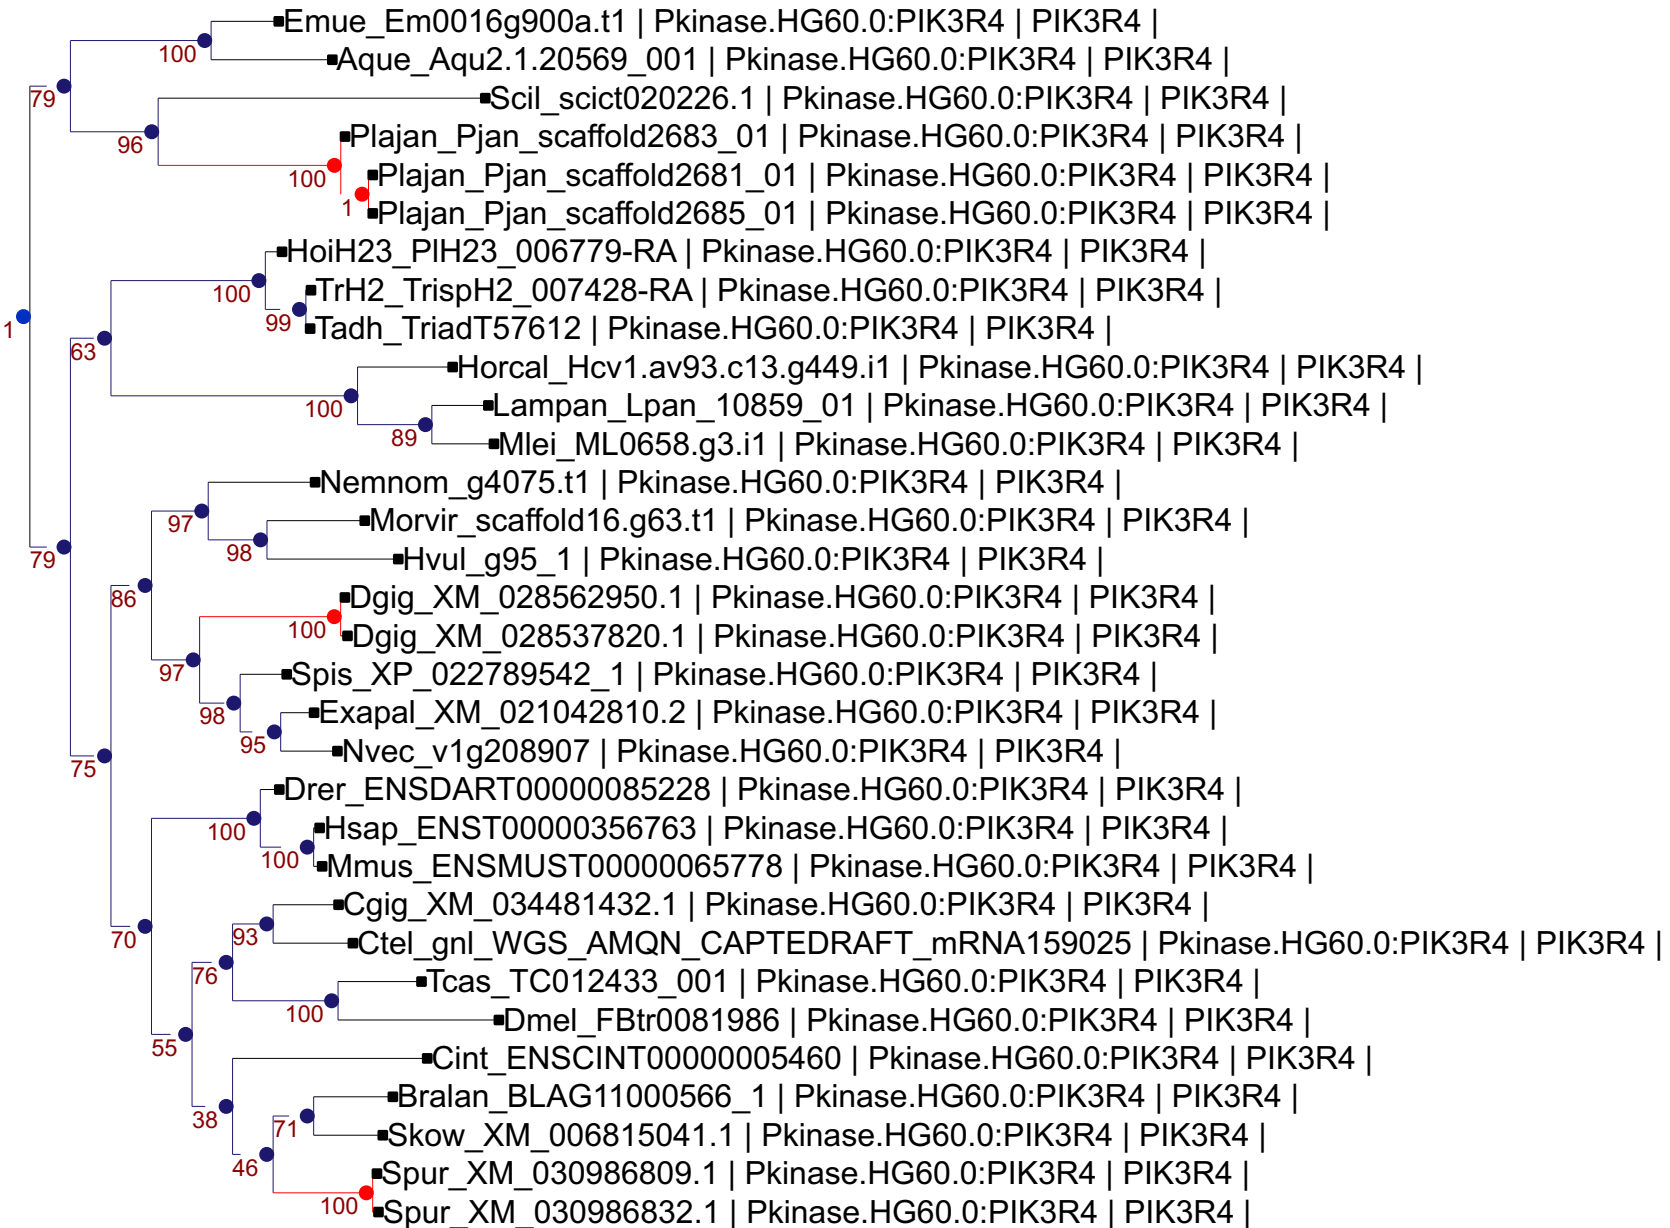 Emue_Em0016g900a.t1 | Pkinase.HG60.0:PIK3R4 | PIK3R4 |
100
Aque_Aqu2.1.20569_001 | Pkinase.HG60.0:PIK3R4 | PIK3R4 |
79
Scil_scict020226.1 | Pkinase.HG60.0:PIK3R4 | PIK3R4 |
96
Plajan_Pjan_scaffold2683_01 | Pkinase.HG60.0:PIK3R4 | PIK3R4 |
100
Plajan_Pjan_scaffold2681_01 | Pkinase.HG60.0:PIK3R4 | PIK3R4 |
1
Plajan_Pjan_scaffold2685_01 | Pkinase.HG60.0:PIK3R4 | PIK3R4 |
HoiH23_PIH23_006779-RA | Pkinase.HG60.0:PIK3R4 | PIK3R4 |
100
TrH2_TrispH2_007428-RA | Pkinase.HG60.0:PIK3R4 | PIK3R4 |
99
1
Tadh_TriadT57612 | Pkinase.HG60.0:PIK3R4 | PIK3R4 |
63
Horcal_Hcv1.av93.c13.g449.i1 | Pkinase.HG60.0:PIK3R4 | PIK3R4 |
100
Lampan_Lpan_10859_01 | Pkinase.HG60.0:PIK3R4 | PIK3R4 |
89
Mlei_ML0658.g3.i1 | Pkinase.HG60.0:PIK3R4 | PIK3R4 |
Nemnom_g4075.t1 | Pkinase.HG60.0:PIK3R4 | PIK3R4 |
97
Morvir_scaffold16.g63.t1 | Pkinase.HG60.0:PIK3R4 | PIK3R4 |
98
79
Hvul_g95_1 | Pkinase.HG60.0:PIK3R4 | PIK3R4 |
86
Dgig_XM_028562950.1 | Pkinase.HG60.0:PIK3R4 | PIK3R4 |
100
Dgig_XM_028537820.1 | Pkinase.HG60.0:PIK3R4 | PIK3R4 |
97
Spis_XP_022789542_1 | Pkinase.HG60.0:PIK3R4 | PIK3R4 |
98
Exapal_XM_021042810.2 | Pkinase.HG60.0:PIK3R4 | PIK3R4 |
95
Nvec_v1g208907 | Pkinase.HG60.0:PIK3R4 | PIK3R4 |
75
Drer_ENSDART00000085228 | Pkinase.HG60.0:PIK3R4 | PIK3R4 |
100
Hsap_ENST00000356763 | Pkinase.HG60.0:PIK3R4 | PIK3R4 |
100
Mmus_ENSMUST00000065778 | Pkinase.HG60.0:PIK3R4 | PIK3R4 |
Cgig_XM_034481432.1 | Pkinase.HG60.0:PIK3R4 | PIK3R4 |
70
93
Ctel_gnl_WGS_AMQN_CAPTEDRAFT_mRNA159025 | Pkinase.HG60.0:PIK3R4 | PIK3R4 |
76
Tcas_TC012433_001 | Pkinase.HG60.0:PIK3R4 | PIK3R4 |
100
Dmel_FBtr0081986 | Pkinase.HG60.0:PIK3R4 | PIK3R4 |
55
Cint_ENSCINT00000005460 | Pkinase.HG60.0:PIK3R4 | PIK3R4 |
38
Bralan_BLAG11000566_1 | Pkinase.HG60.0:PIK3R4 | PIK3R4 |
71
Skow_XM_006815041.1 | Pkinase.HG60.0:PIK3R4 | PIK3R4 |
46
Spur_XM_030986809.1 | Pkinase.HG60.0:PIK3R4 | PIK3R4 |
100
Spur_XM_030986832.1 | Pkinase.HG60.0:PIK3R4 | PIK3R4 |